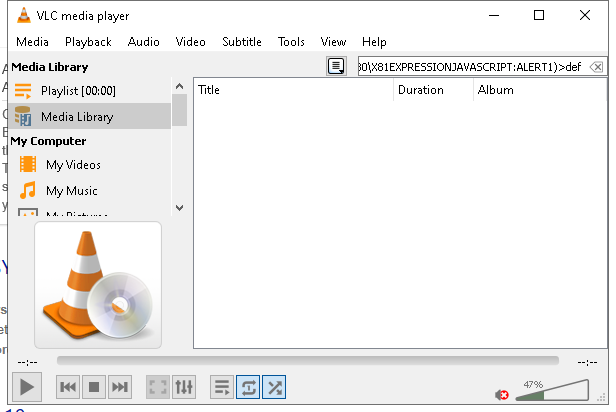 VLC media player
Media Playback Audio Video Subtitle Tools View Help
Media Library
30\X81EXPRESSIONJAVASCRIPT:ALERT1)>def
Playlist [00:00]
Title Duration Album
Media Library
My Computer
My Videos
My Music
My Pictures
--:-- --:--
47%